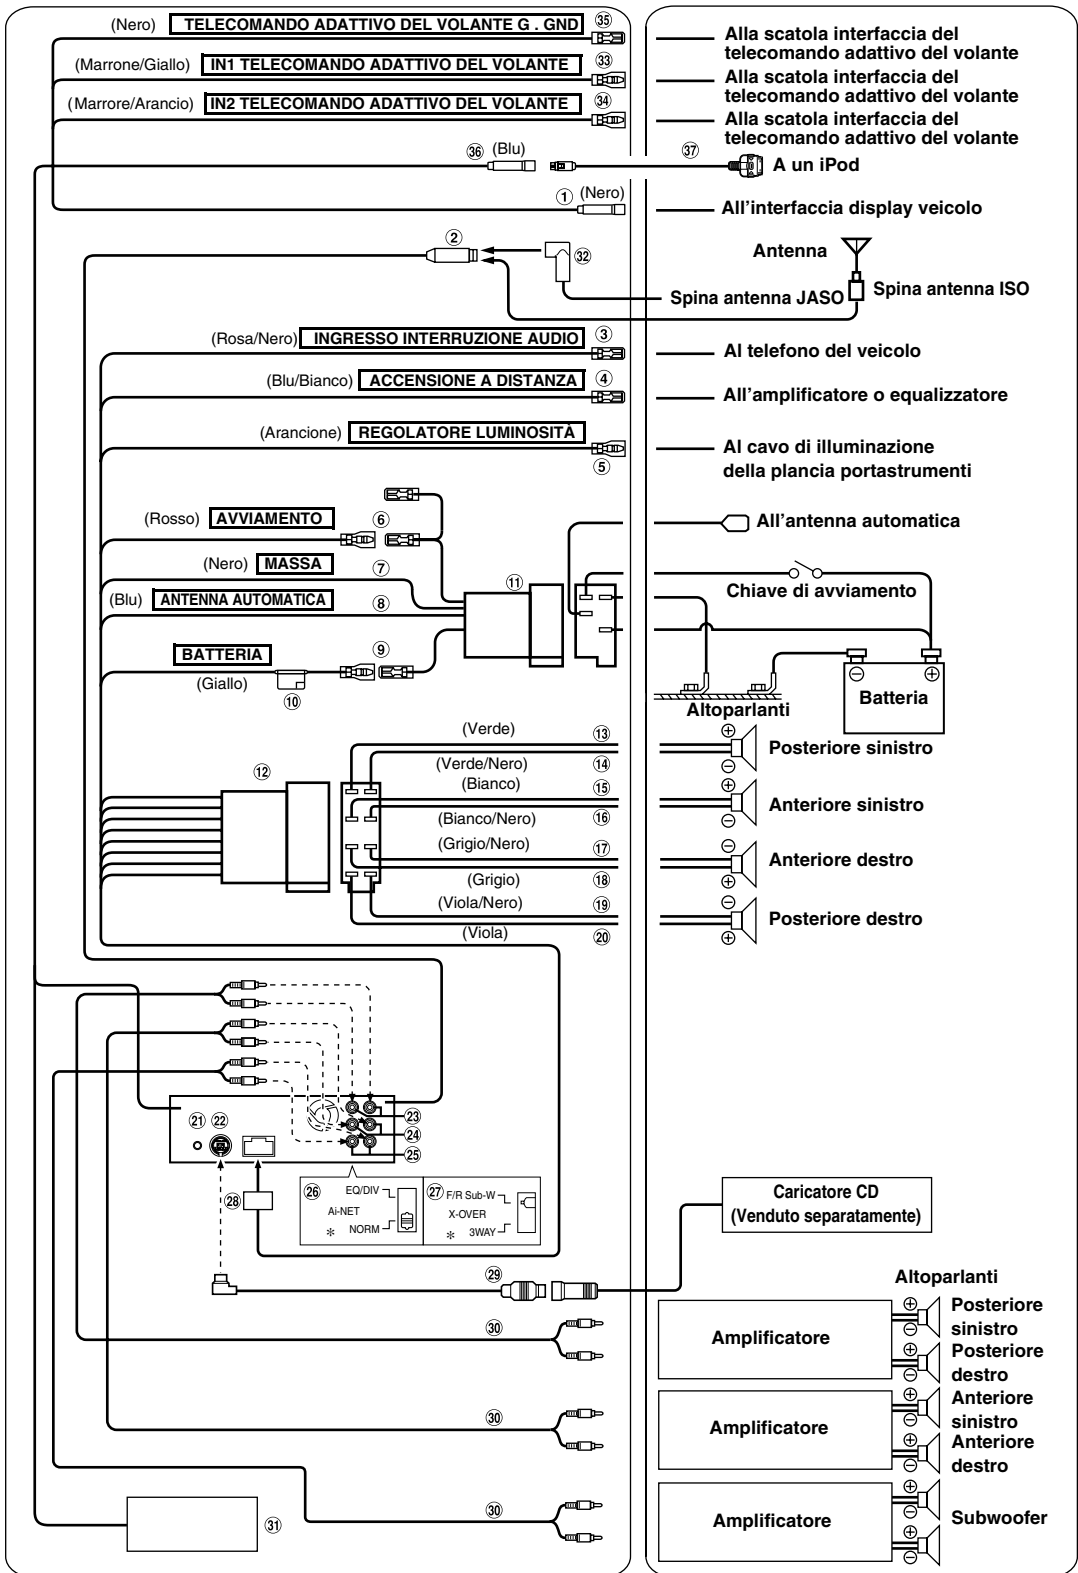 (Nero) TELECOMANDO ADATTIVO DEL VOLANTE G . GND 35
Alla scatola interfaccia del
telecomando adattivo del volante
(Marrone/Giallo) IN1 TELECOMANDO ADATTIVO DEL VOLANTE 33
Alla scatola interfaccia del
telecomando adattivo del volante
(Marrore/Arancio) IN2 TELECOMANDO ADATTIVO DEL VOLANTE 34
Alla scatola interfaccia del
telecomando adattivo del volante
36 (Blu) 37 A un iPod
1 (Nero) All'interfaccia display veicolo
2
32
Antenna
Spina antenna JASO
Spina antenna ISO
(Rosa/Nero) INGRESSO INTERRUZIONE AUDIO 3
Al telefono del veicolo
(Blu/Bianco) ACCENSIONE A DISTANZA 4
All'amplificatore o equalizzatore
(Arancione) REGOLATORE LUMINOSITÀ
5
Al cavo di illuminazione
della plancia portastrumenti
(Rosso) AVVIAMENTO 6
All'antenna automatica
(Nero) MASSA 7
11
Chiave di avviamento
(Blu) ANTENNA AUTOMATICA 8
BATTERIA 9
(Giallo)
10
⊖ ⊕
Batteria
Altoparlanti
12
(Verde) 13
(Verde/Nero) 14
⊕
⊖
Posteriore sinistro
(Bianco) 15
(Bianco/Nero) 16
⊕
⊖
Anteriore sinistro
(Grigio/Nero) 17
(Grigio) 18
⊖
⊕
Anteriore destro
(Viola/Nero) 19
(Viola) 20
⊖
⊕
Posteriore destro
21 22
23
24
25
26 EQ/DIV
Ai-NET
* NORM
27 F/R Sub-W
X-OVER
* 3WAY
28
Caricatore CD
(Venduto separatamente)
29
Altoparlanti
30
Amplificatore
⊕
⊖
Posteriore
sinistro
⊕
⊖
Posteriore
destro
30
Amplificatore
⊕
⊖
Anteriore
sinistro
⊕
⊖
Anteriore
destro
30
31
Amplificatore
⊕
⊖
⊕
⊖
Subwoofer